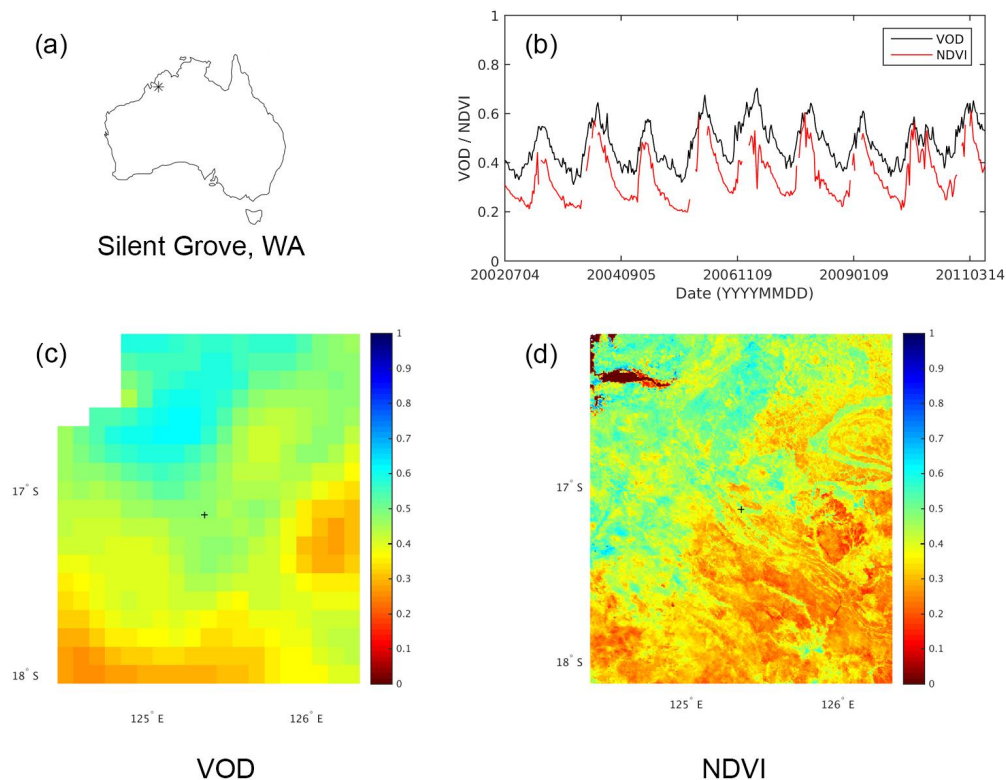 (a)
Silent Grove, WA
(b)
VOD
NDVI
VOD / NDVI
1
0.8
0.6
0.4
0.2
0
20020704 20040905 20061109 20090109 20110314
Date (YYYYMMDD)
(c)
17° S
18° S
125° E 126° E
1
0.9
0.8
0.7
0.6
0.5
0.4
0.3
0.2
0.1
0
VOD
(d)
17° S
18° S
125° E 126° E
1
0.9
0.8
0.7
0.6
0.5
0.4
0.3
0.2
0.1
0
NDVI